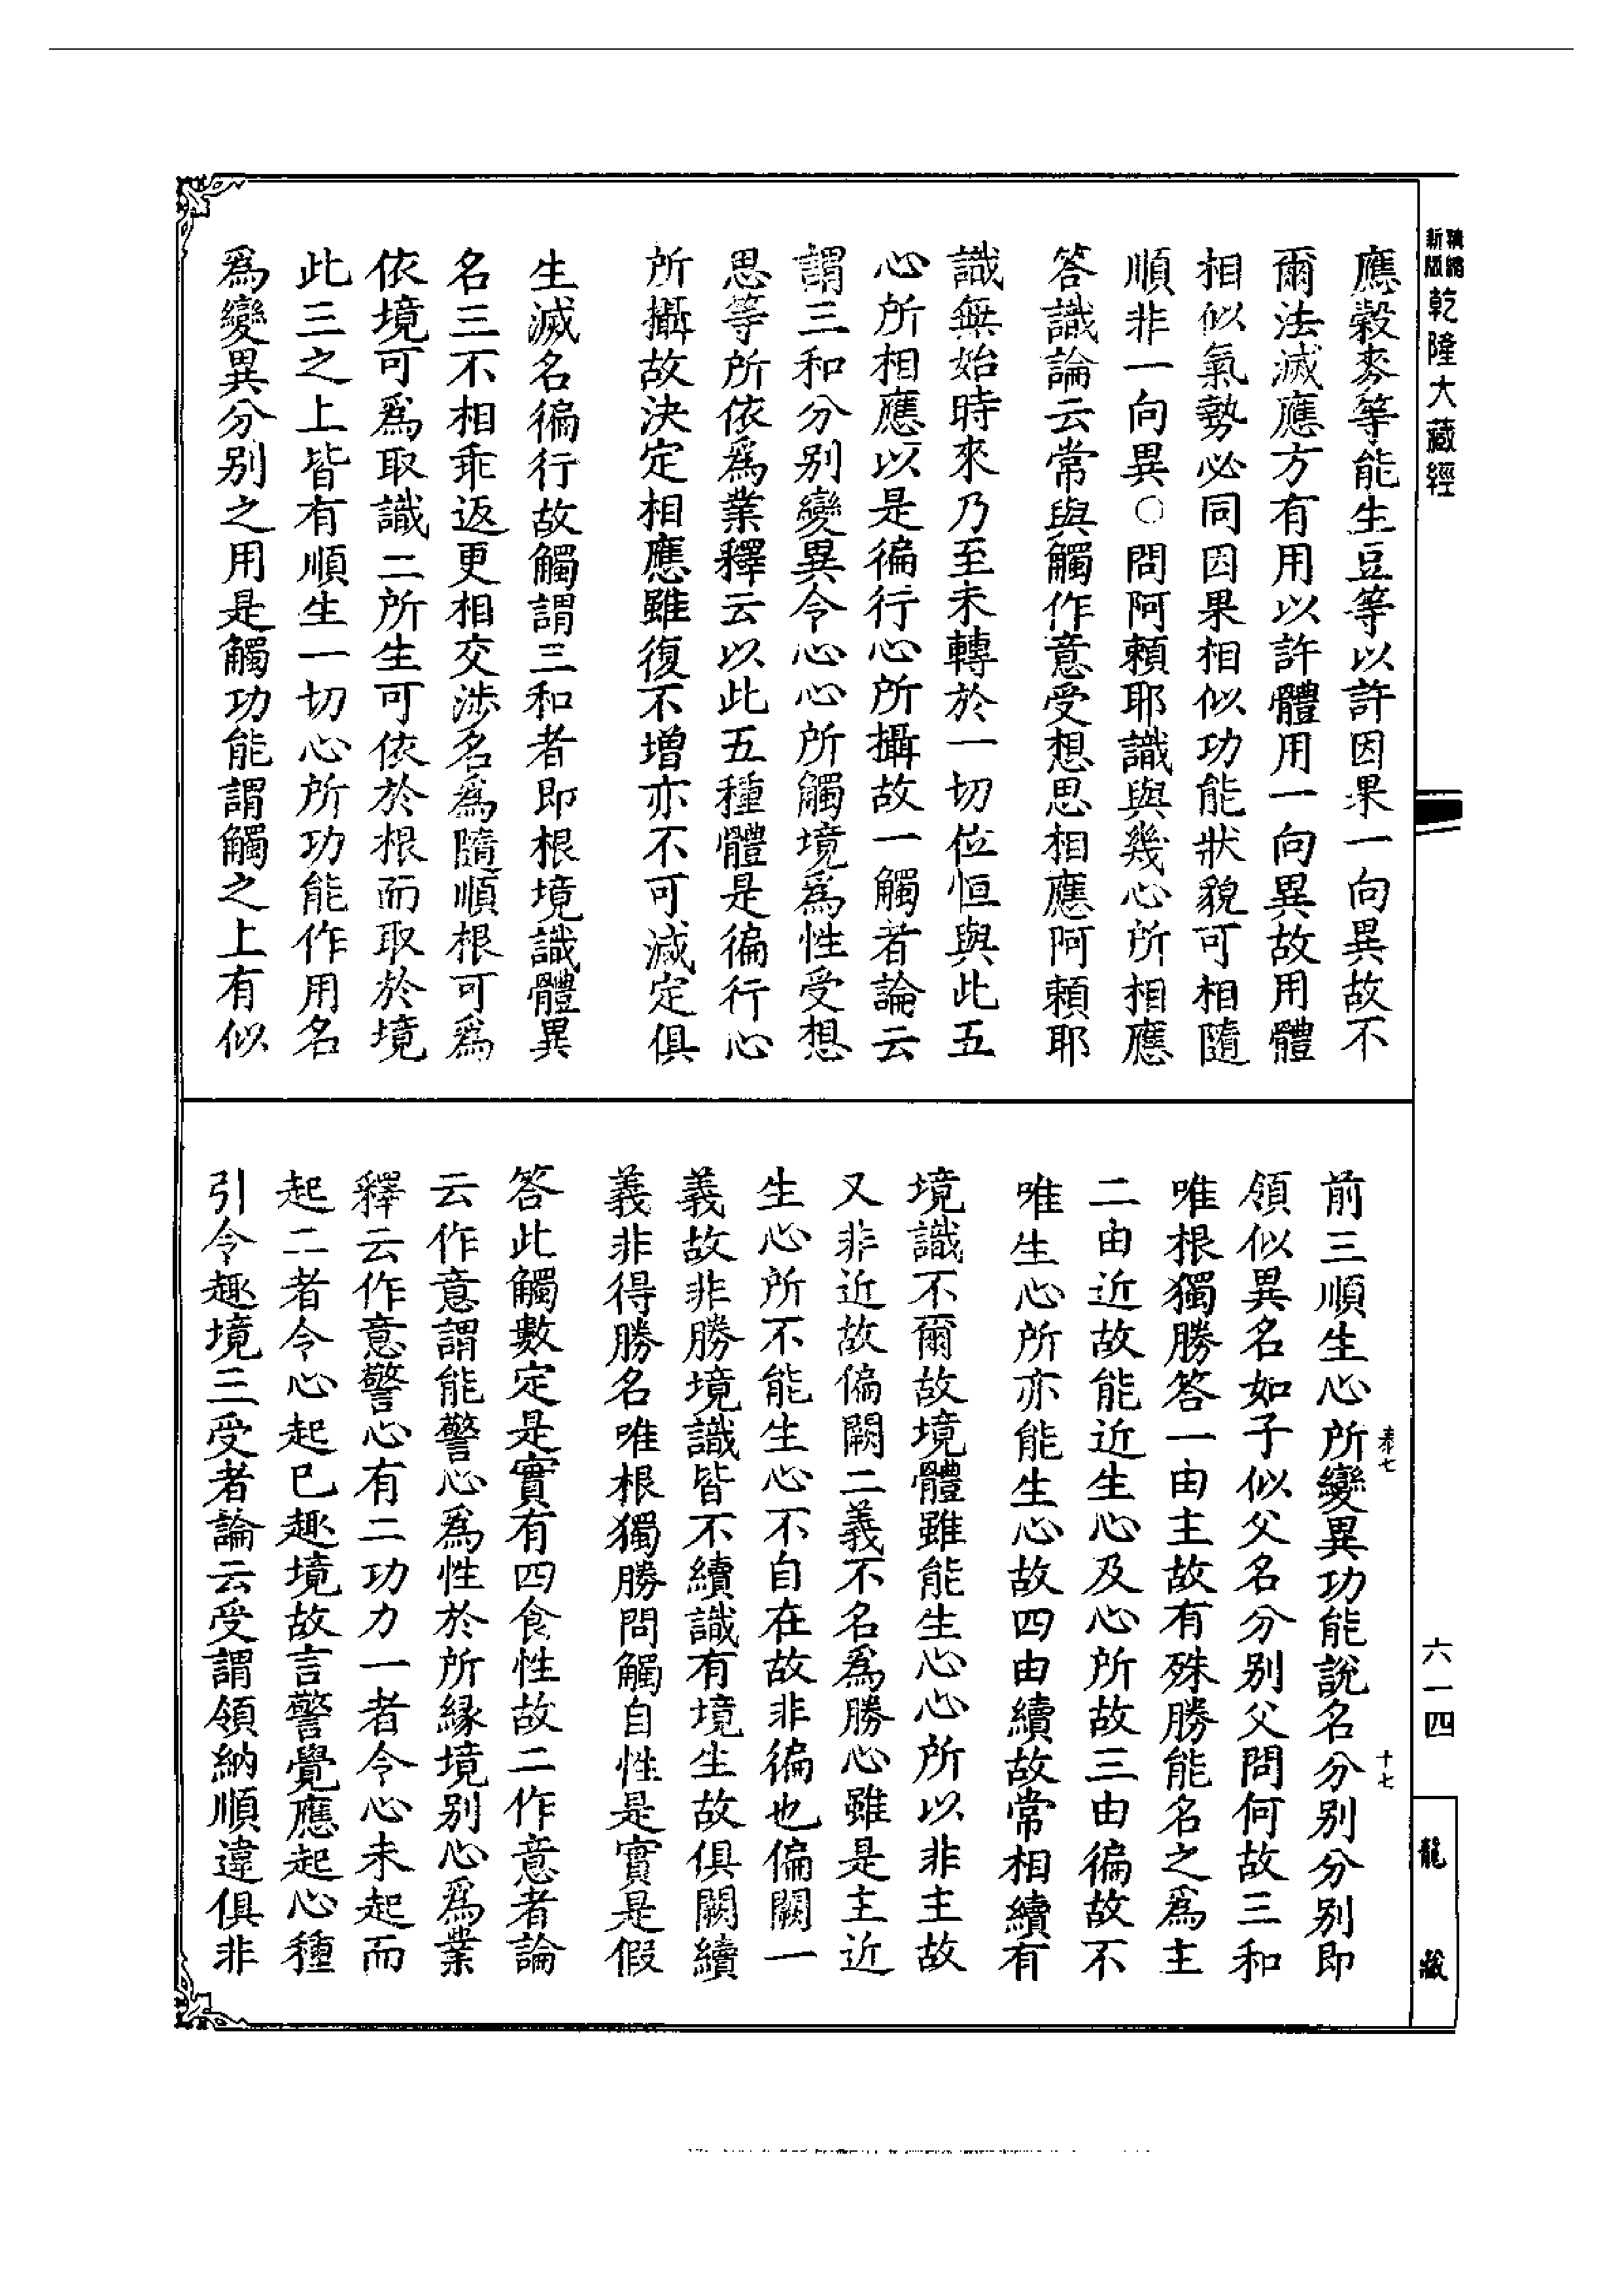 精縮
新版
乾隆大藏經
應穀麥等能生豆等以許因果一向異故不
爾法滅應方有用以許體用一向異故用體
相似氣勢必同因果相似功能狀貌可相隨
順非一向異○問阿賴耶識與幾心所相應
答識論云常與觸作意受想思相應阿賴耶
識無始時來乃至未轉於一切位恒與此五
心所相應以是徧行心所攝故一觸者論云
謂三和分別變異令心心所觸境爲性受想
思等所依爲業釋云以此五種體是徧行心
所攝故決定相應雖復不增亦不可減定俱
生滅名徧行故觸謂三和者即根境識體異
名三不相乖返更相交涉名爲隨順根可爲
依境可爲取識二所生可依於根而取於境
此三之上皆有順生一切心所功能作用名
爲變異分別之用是觸功能謂觸之上有似
前三順生心所變異功能說名分別分別即
領似異名如子似父名分別父問何故三和
唯根獨勝答一由主故有殊勝能名之爲主
二由近故能近生心及心所故三由徧故不
唯生心所亦能生心故四由續故常相續有
境識不爾故境體雖能生心心所以非主故
又非近故偏闕二義不名爲勝心雖是主近
生心所不能生心不自在故非徧也偏闕一
義故非勝境識皆不續識有境生故俱闕續
義非得勝名唯根獨勝問觸自性是實是假
答此觸數定是實有四食性故二作意者論
云作意謂能警心爲性於所緣境別心爲業
釋云作意警心有二功力一者令心未起而
起二者令心起已趣境故言警覺應起心種
引令趣境三受者論云受謂領納順違俱非
泰七
十七
六一四
龍藏